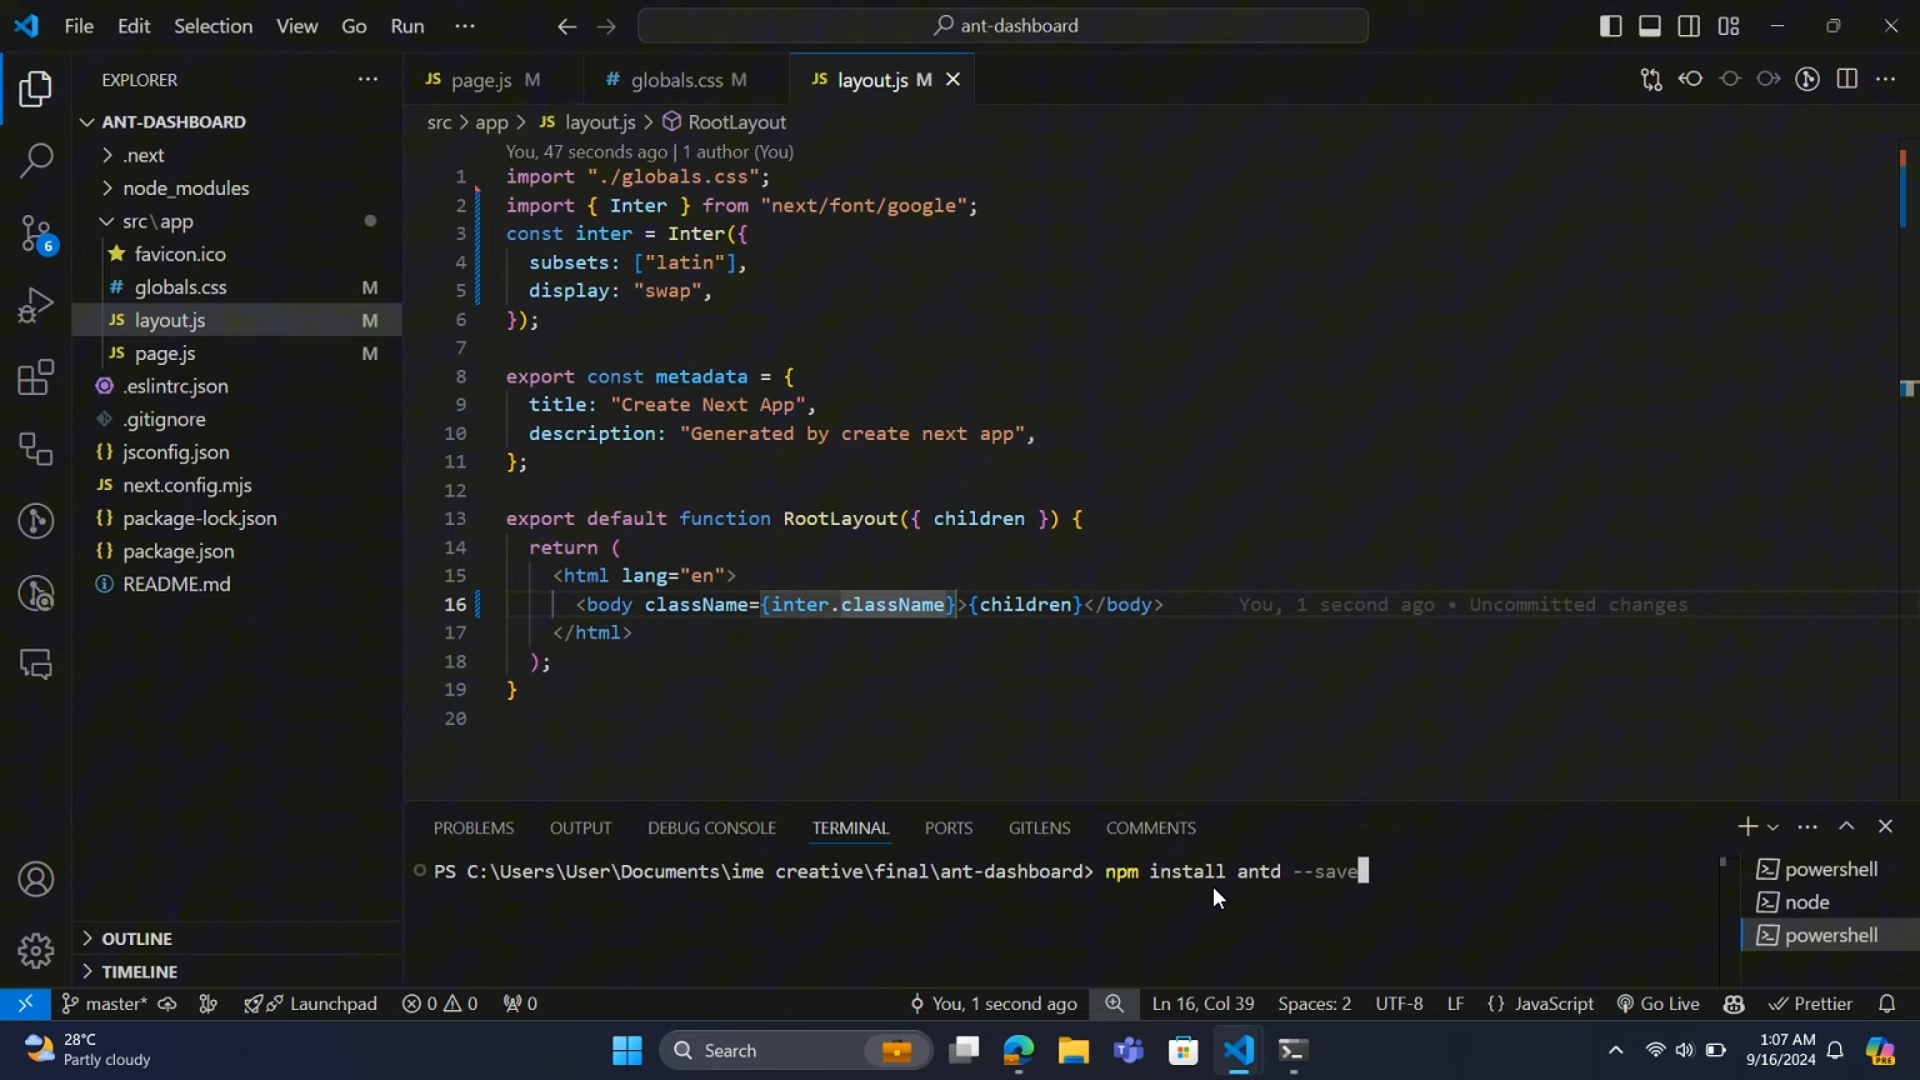 File Edit Selection View Go Run ··· ant-dashboard
EXPLORER ···
ANT-DASHBOARD
.next
node_modules
src\app
favicon.ico
globals.css M
layout.js M
page.js M
.eslintrc.json
.gitignore
jsconfig.json
next.config.mjs
package-lock.json
package.json
README.md
OUTLINE
TIMELINE
6
JS page.js M # globals.css M JS layout.js M
src > app > JS layout.js > RootLayout
You, 47 seconds ago | 1 author (You)
1 import "./globals.css";
2 import { Inter } from "next/font/google";
3 const inter = Inter({
4 subsets: ["latin"],
5 display: "swap",
6 });
7
8 export const metadata = {
9 title: "Create Next App",
10 description: "Generated by create next app",
11 };
12
13 export default function RootLayout({ children }) {
14 return (
15 <html lang="en">
16 <body className={inter.className}>{children}</body> You, 1 second ago • Uncommitted changes
17 </html>
18 );
19 }
20
PROBLEMS OUTPUT DEBUG CONSOLE TERMINAL PORTS GITLENS COMMENTS
PS C:\Users\User\Documents\ime creative\final\ant-dashboard> npm install antd --save
powershell
node
powershell
master* Launchpad 0 0 0 You, 1 second ago Ln 16, Col 39 Spaces: 2 UTF-8 LF {} JavaScript Go Live Prettier
28°C
Partly cloudy
Search
1:07 AM
9/16/2024
PRE